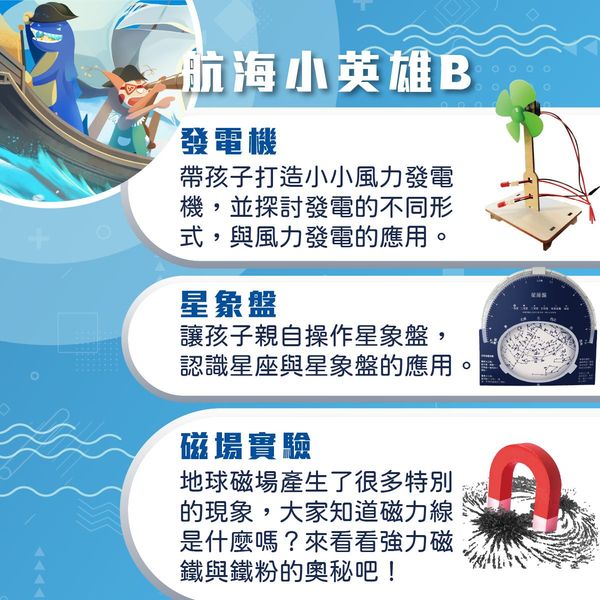 航海小英雄B
發電機
帶孩子打造小小風力發電
機，並探討發電的不同形
式，與風力發電的應用。
星象盤
讓孩子親自操作星象盤，
認識星座與星象盤的應用。
磁場實驗
地球磁場產生了很多特別
的現象，大家知道磁力線
是什麼嗎？來看看強力磁
鐵與鐵粉的奧秘吧！